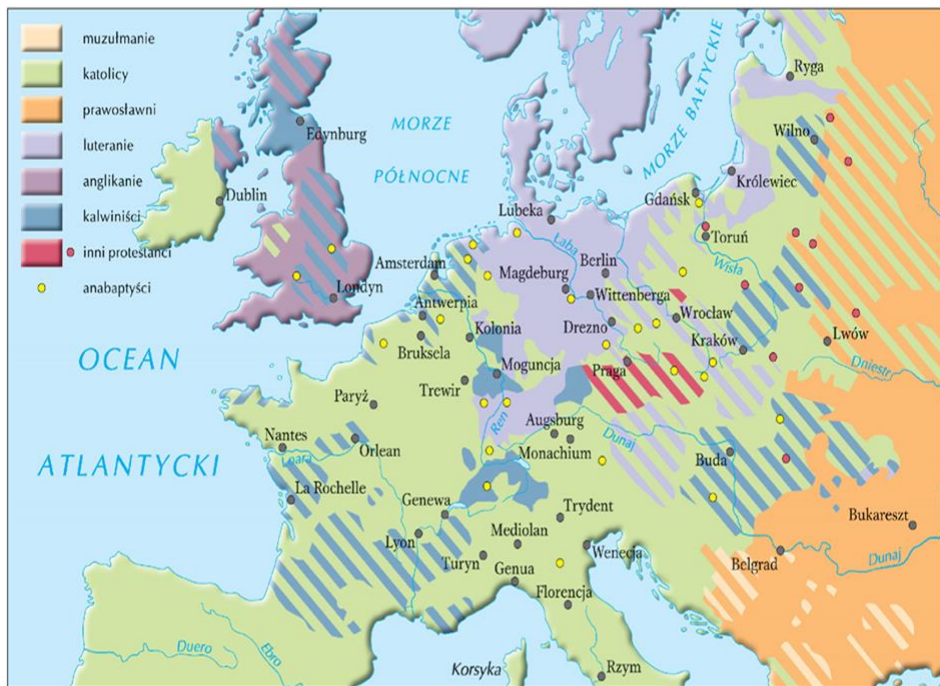 muzułmanie
katolicy
prawosławni
luteranie
anglikanie
kalwiniści
inni protestanci
anabaptyści
MORZE
PÓŁNOCNE
MORZE BAŁTYCKIE
OCEAN
ATLANTYCKI
Edynburg
Dublin
Londyn
Ryga
Wilno
Królewiec
Gdańsk
Toruń
Wisła
Lubeka
Łaba
Berlin
Magdeburg
Wittenberga
Amsterdam
Antwerpia
Kolonia
Drezno
Wrocław
Kraków
Lwów
Dniestr
Bruksela
Moguncja
Praga
Trewir
Paryż
Ren
Augsburg
Dunaj
Monachium
Nantes
Loara
Orlean
Buda
La Rochelle
Genewa
Trydent
Lyon
Mediolan
Turyn
Wenecja
Genua
Bukareszt
Belgrad
Dunaj
Florencja
Duero
Ebro
Korsyka
Rzym